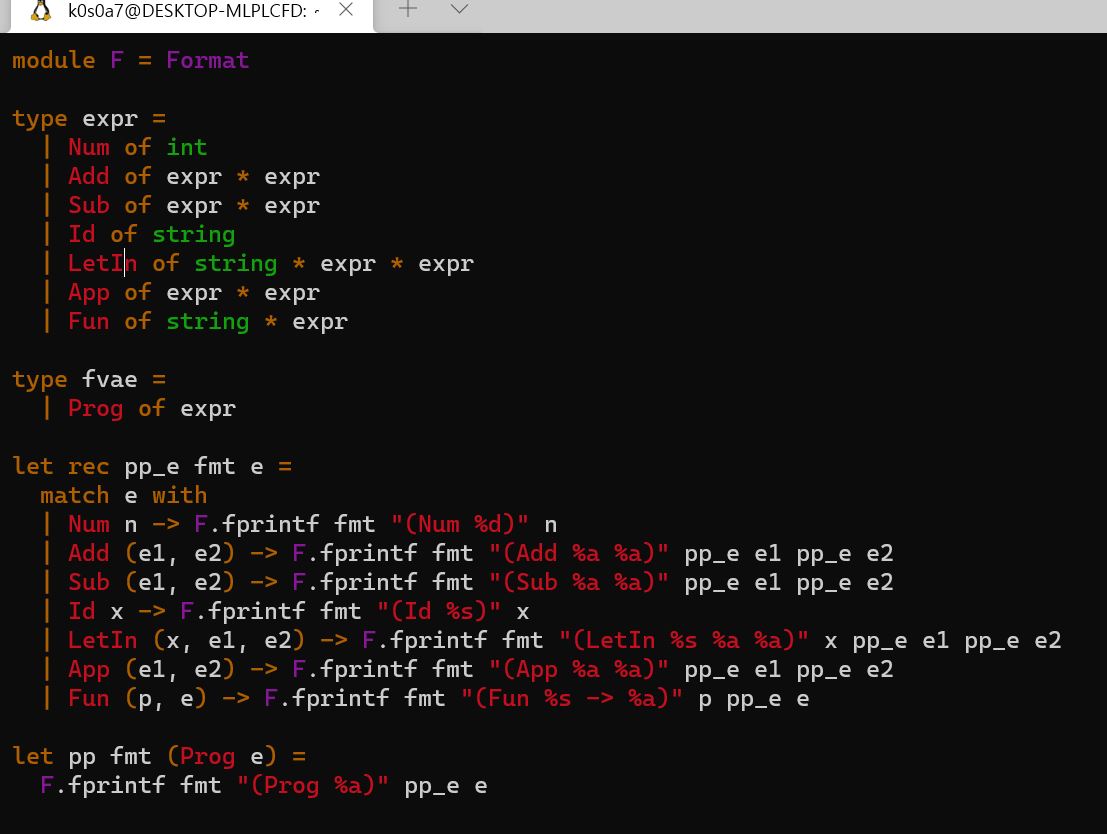 k0s0a7@DESKTOP-MLPLCFD: ~
module F = Format
type expr =
  | Num of int
  | Add of expr * expr
  | Sub of expr * expr
  | Id of string
  | LetIn of string * expr * expr
  | App of expr * expr
  | Fun of string * expr
type fvae =
  | Prog of expr
let rec pp_e fmt e =
  match e with
  | Num n -> F.fprintf fmt "(Num %d)" n
  | Add (e1, e2) -> F.fprintf fmt "(Add %a %a)" pp_e e1 pp_e e2
  | Sub (e1, e2) -> F.fprintf fmt "(Sub %a %a)" pp_e e1 pp_e e2
  | Id x -> F.fprintf fmt "(Id %s)" x
  | LetIn (x, e1, e2) -> F.fprintf fmt "(LetIn %s %a %a)" x pp_e e1 pp_e e2
  | App (e1, e2) -> F.fprintf fmt "(App %a %a)" pp_e e1 pp_e e2
  | Fun (p, e) -> F.fprintf fmt "(Fun %s -> %a)" p pp_e e
let pp fmt (Prog e) =
  F.fprintf fmt "(Prog %a)" pp_e e